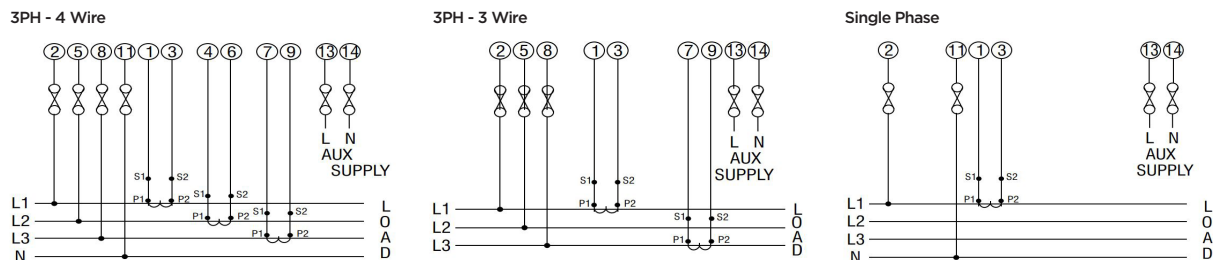 3PH - 4 Wire
2 5 8 11 1 3 4 6 7 9 13 14
L N
AUX
SUPPLY
S1 S2
S1 S2
S1 S2
P1 P2
P1 P2
P1 P2
L1
L2
L3
N
L
O
A
D
3PH - 3 Wire
2 5 8 1 3 7 9 13 14
L N
AUX
SUPPLY
S1 S2
P1 P2
S1 S2
P1 P2
L1
L2
L3
L
O
A
D
Single Phase
2 11 1 3 13 14
L N
AUX
SUPPLY
S1 S2
P1 P2
L1
L2
L3
N
L
O
A
D